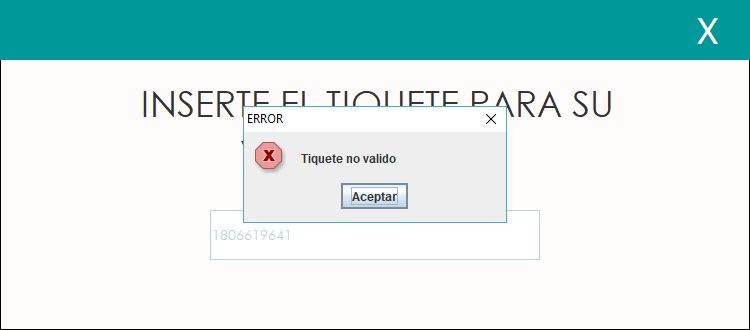 X
INSERTE EL TIQUETE PARA SU
ERROR
Tiquete no valido
Aceptar
1806619641